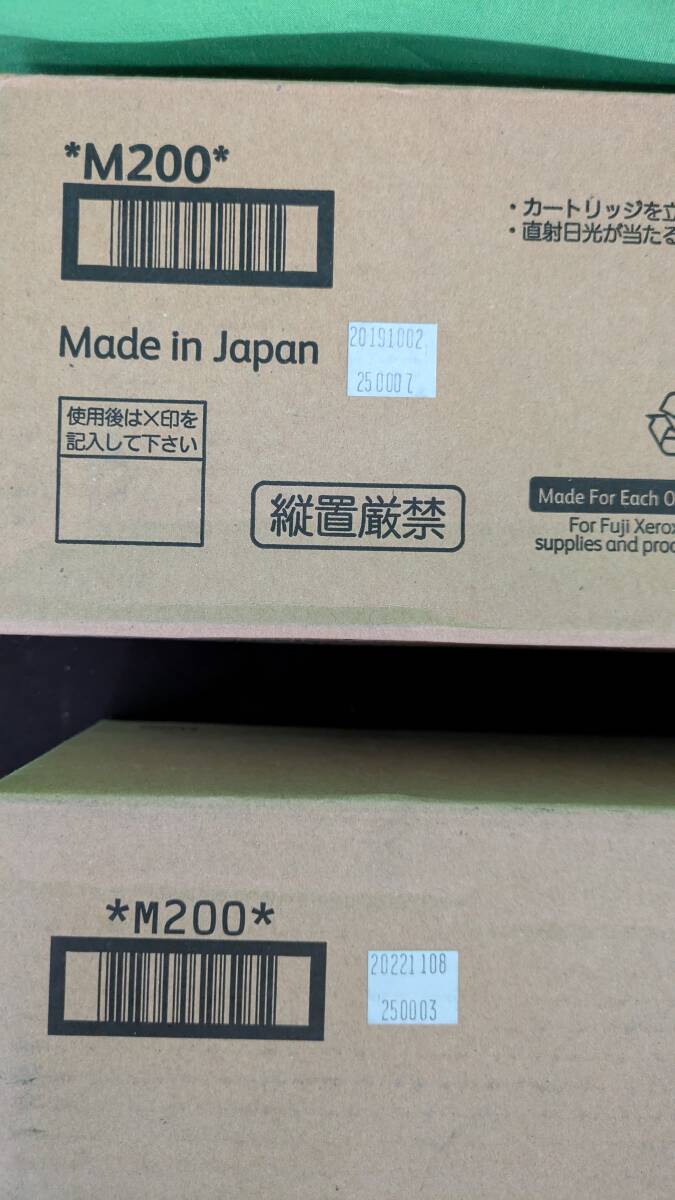 *M200*
・カートリッジを立
・直射日光が当たる
Made in Japan
20191002
使用後は×印を
記入して下さい
縦置厳禁
Made For Each O
For Fuji Xerox
supplies and proc
*M200*
20221108
250003